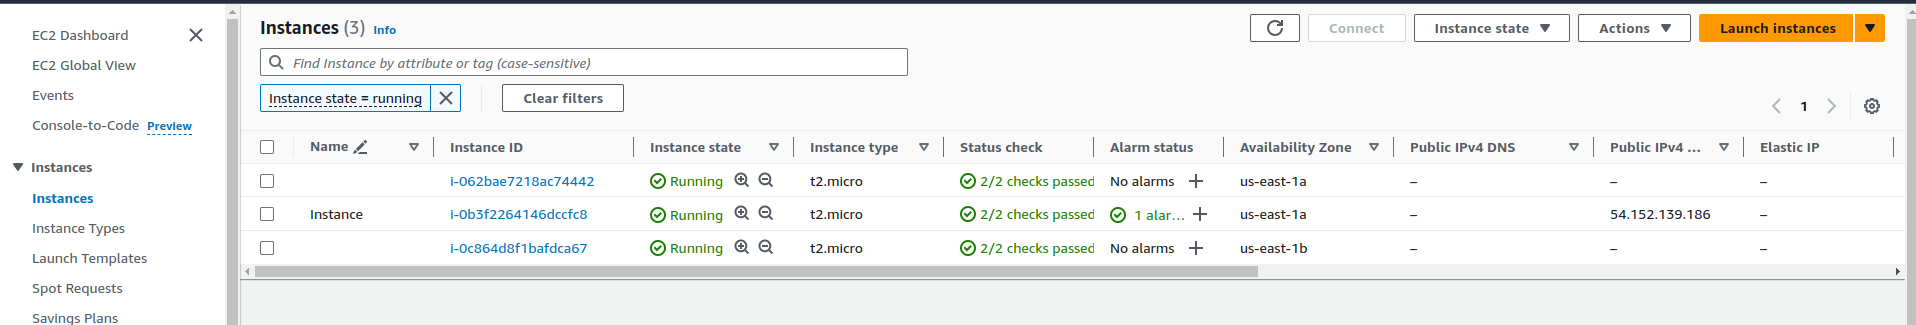 EC2 Dashboard
EC2 Global View
Events
Console-to-Code Preview
Instances
Instances
Instance Types
Launch Templates
Spot Requests
Savings Plans
Instances (3) Info
Connect Instance state Actions Launch instances
Find Instance by attribute or tag (case-sensitive)
Instance state = running Clear filters
1
Name Instance ID Instance state Instance type Status check Alarm status Availability Zone Public IPv4 DNS Public IPv4 ... Elastic IP
i-062bae7218ac74442 Running t2.micro 2/2 checks passed No alarms us-east-1a – – –
Instance i-0b3f2264146dccfc8 Running t2.micro 2/2 checks passed 1 alar... us-east-1a – 54.152.139.186 –
i-0c864d8f1bafdca67 Running t2.micro 2/2 checks passed No alarms us-east-1b – – –